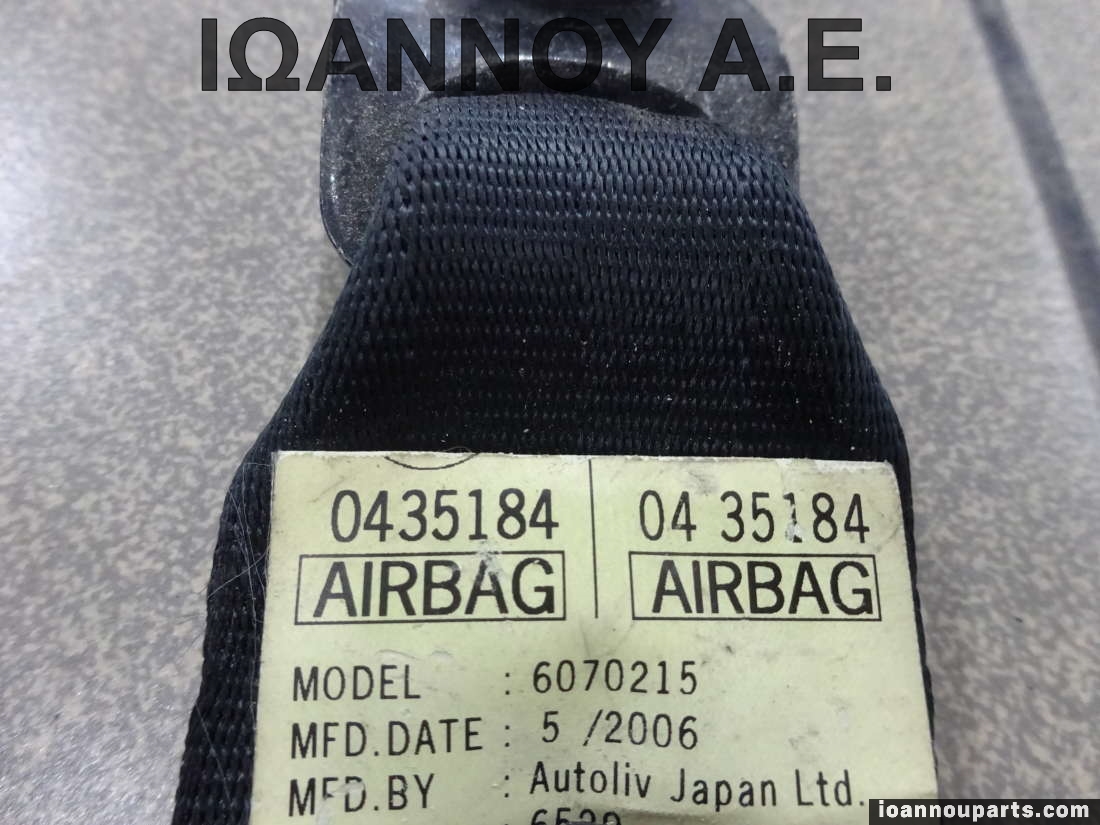 ΙΩΑΝΝΟΥ Α.Ε.
0435184 04 35184
AIRBAG AIRBAG
MODEL : 6070215
MFD.DATE : 5 /2006
MFD.BY : Autoliv Japan Ltd.
:
ioannouparts.com